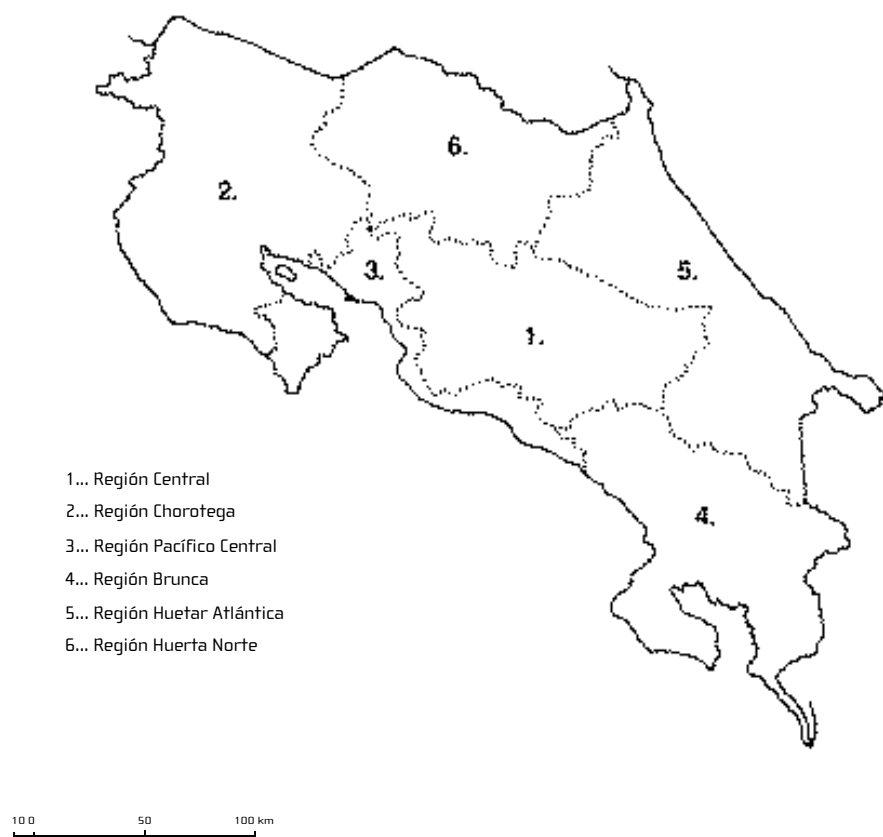 6.
2.
3.
5.
1.
4.
1... Región Central
2... Región Chorotega
3... Región Pacífico Central
4... Región Brunca
5... Región Huetar Atlántica
6... Región Huerta Norte
10 0 50 100 km